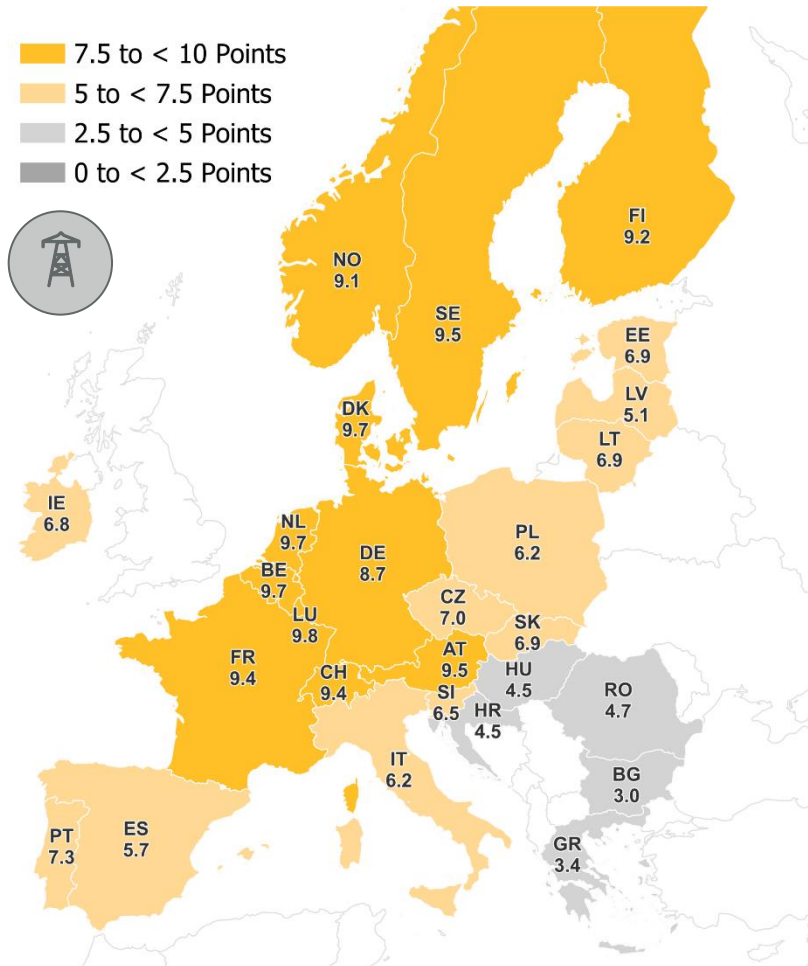 7.5 to < 10 Points
5 to < 7.5 Points
2.5 to < 5 Points
0 to < 2.5 Points
FI
9.2
NO
9.1
SE
9.5
EE
6.9
LV
5.1
DK
9.7
LT
6.9
IE
6.8
NL
9.7
PL
6.2
DE
8.7
BE
9.7
CZ
7.0
LU
9.8
SK
6.9
FR
9.4
AT
9.5
CH
9.4
HU
4.5
SI
6.5
RO
4.7
HR
4.5
IT
6.2
BG
3.0
PT
7.3
ES
5.7
GR
3.4